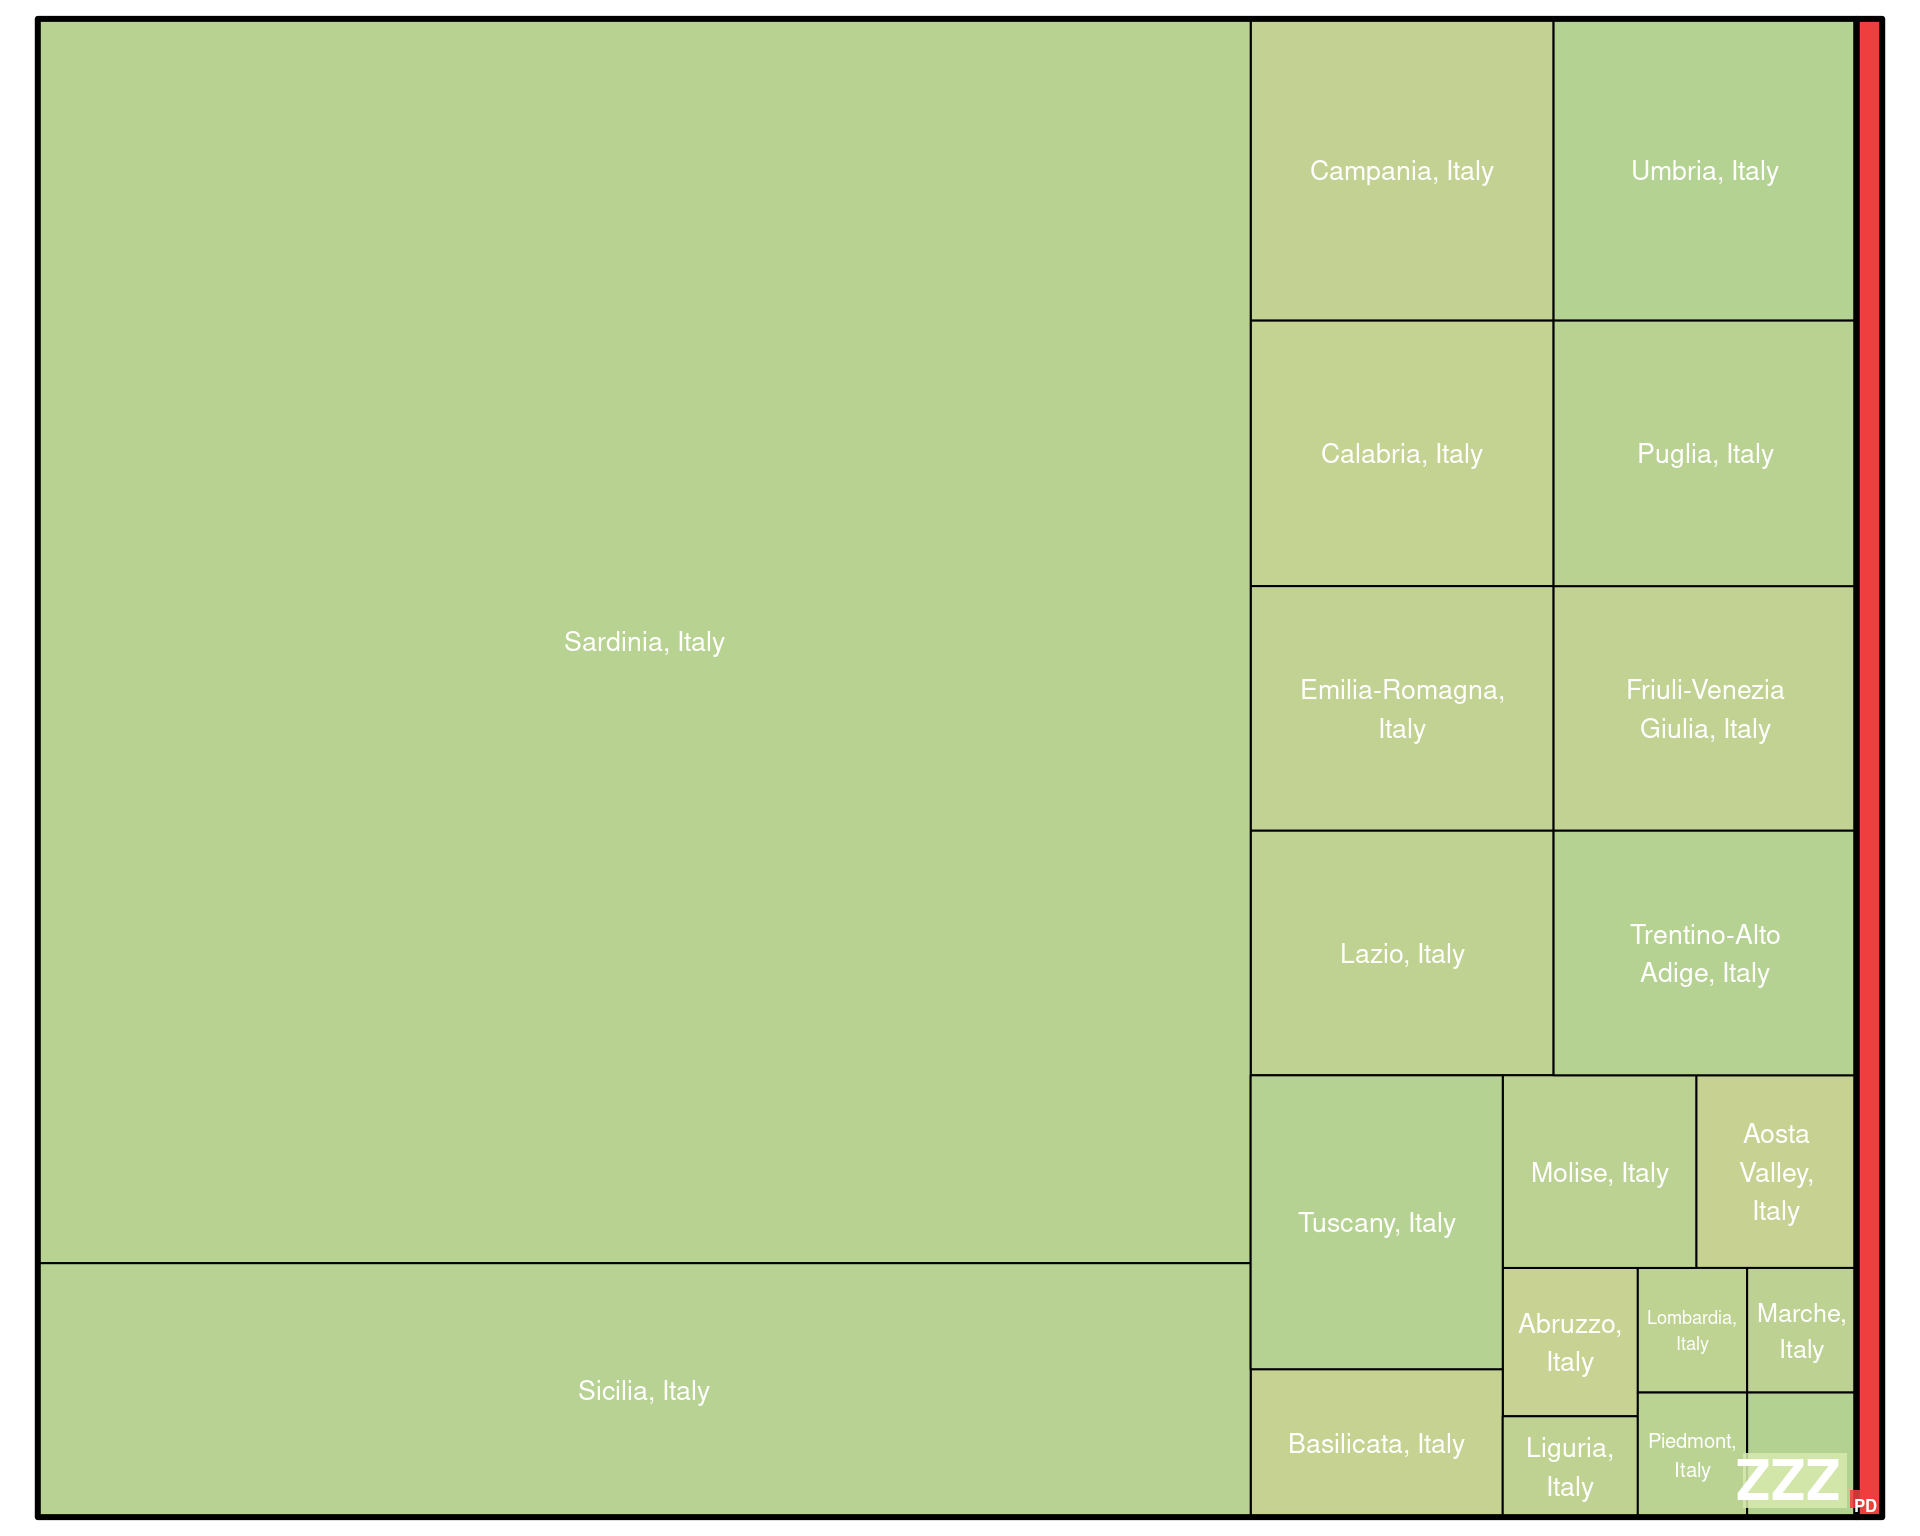 Campania, Italy
Umbria, Italy
Calabria, Italy
Puglia, Italy
Sardinia, Italy
Emilia-Romagna,
Italy
Friuli-Venezia
Giulia, Italy
Lazio, Italy
Trentino-Alto
Adige, Italy
Tuscany, Italy
Molise, Italy
Aosta
Valley,
Italy
Sicilia, Italy
Basilicata, Italy
Abruzzo,
Italy
Lombardia,
Italy
Marche,
Italy
Liguria,
Italy
Piedmont,
Italy
ZZZ
PD